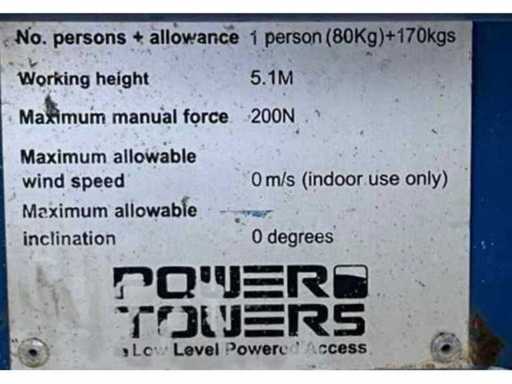 No. persons + allowance 1 person (80Kg)+170kgs
Working height 5.1M
Maximum manual force 200N
Maximum allowable
wind speed 0 m/s (indoor use only)
Maximum allowable
inclination 0 degrees
POWER
TOWERS
a Low Level Powered Access